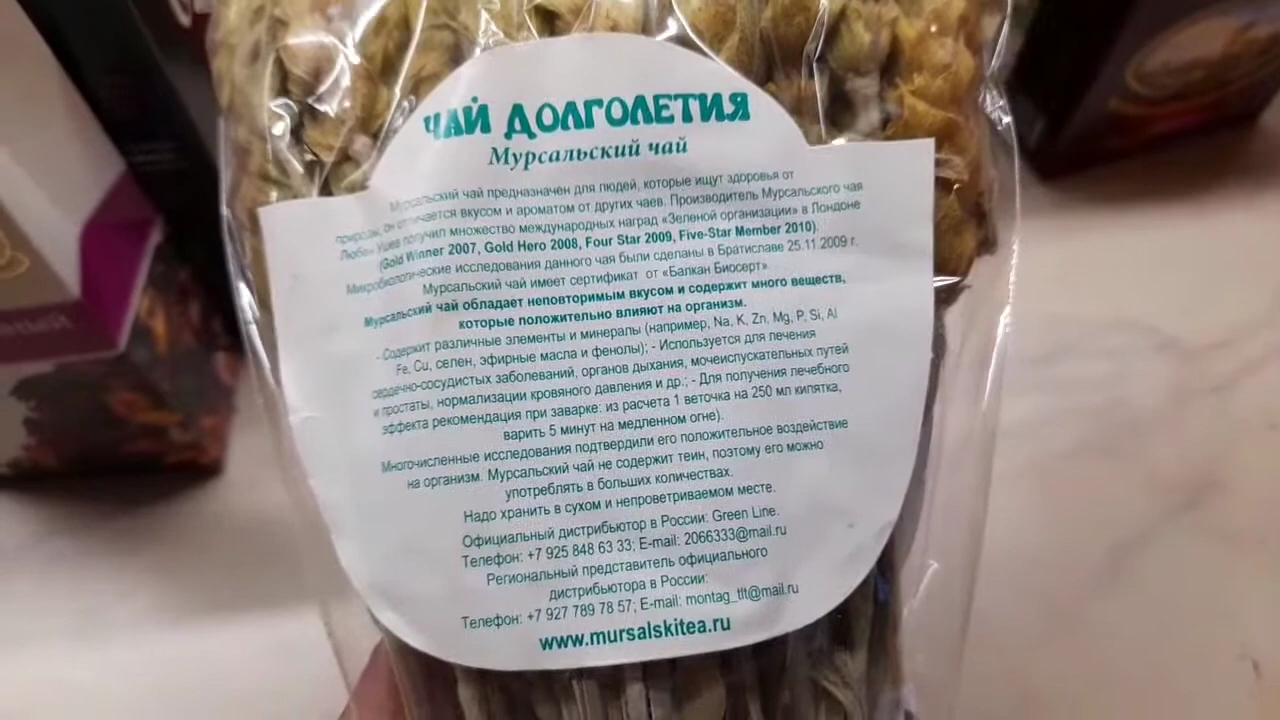 ЧАЙ ДОЛГОЛЕТИЯ
Мурсальский чай
Мурсальский чай предназначен для людей, которые ищут здоровья от
природы, он отличается вкусом и ароматом от других чаев. Производитель Мурсальского чая
Любен Ушев получил множество международных наград «Зеленой организации» в Лондоне
(Gold Winner 2007, Gold Hero 2008, Four Star 2009, Five-Star Member 2010).
Микробиологические исследования данного чая были сделаны в Братиславе 25.11.2009 г.
Мурсальский чай имеет сертификат от «Балкан Биосерт»
Мурсальский чай обладает неповторимым вкусом и содержит много веществ,
которые положительно влияют на организм.
- Содержит различные элементы и минералы (например, Na, K, Zn, Mg, P, Si, Al
Fe, Cu, селен, эфирные масла и фенолы); - Используется для лечения
сердечно-сосудистых заболеваний, органов дыхания, мочеиспускательных путей
и простаты, нормализации кровяного давления и др.; - Для получения лечебного
эффекта рекомендация при заварке: из расчета 1 веточка на 250 мл кипятка,
варить 5 минут на медленном огне).
Многочисленные исследования подтвердили его положительное воздействие
на организм. Мурсальский чай не содержит теин, поэтому его можно
употреблять в больших количествах.
Надо хранить в сухом и непроветриваемом месте.
Официальный дистрибьютор в России: Green Line.
Телефон: +7 925 848 63 33; E-mail: 2066333@mail.ru
Региональный представитель официального
дистрибьютора в России:
Телефон: +7 927 789 78 57; E-mail: montag_tlt@mail.ru
www.mursalskitea.ru